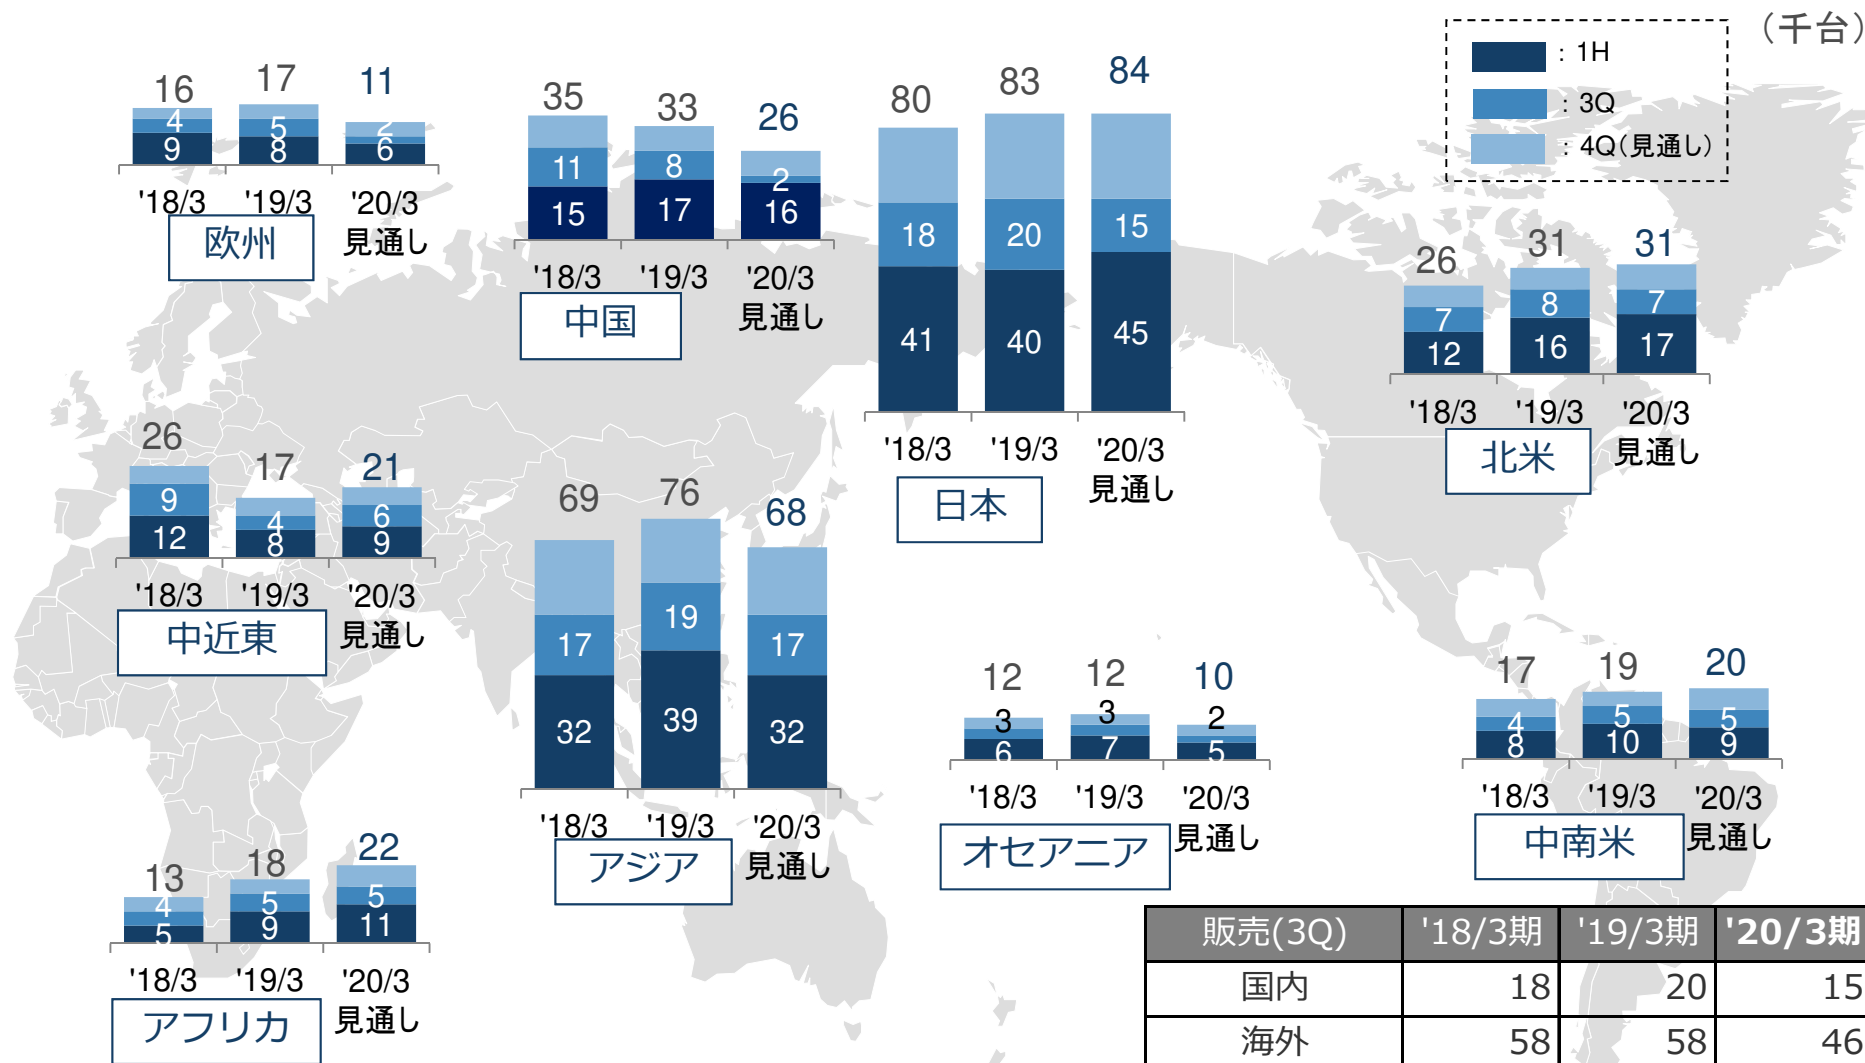 （千台）
：1H
：3Q
：4Q（見通し）
16 17 11
4 5 2
9 8 6
'18/3 '19/3 '20/3
見通し
欧州
35 33 26
11 8 2
15 17 16
'18/3 '19/3 '20/3
見通し
中国
80 83 84
18 20 15
41 40 45
'18/3 '19/3 '20/3
見通し
日本
26 31 31
7 8 7
12 16 17
'18/3 '19/3 '20/3
見通し
北米
26 17 21
9 4 6
12 8 9
'18/3 '19/3 '20/3
見通し
中近東
69 76 68
17 19 17
32 39 32
'18/3 '19/3 '20/3
見通し
アジア
12 12 10
3 3 2
6 7 5
'18/3 '19/3 '20/3
見通し
オセアニア
17 19 20
4 5 5
8 10 9
'18/3 '19/3 '20/3
見通し
中南米
13 18 22
4 5 5
5 9 11
'18/3 '19/3 '20/3
見通し
アフリカ
販売(3Q) '18/3期 '19/3期 '20/3期
国内 18 20 15
海外 58 58 46